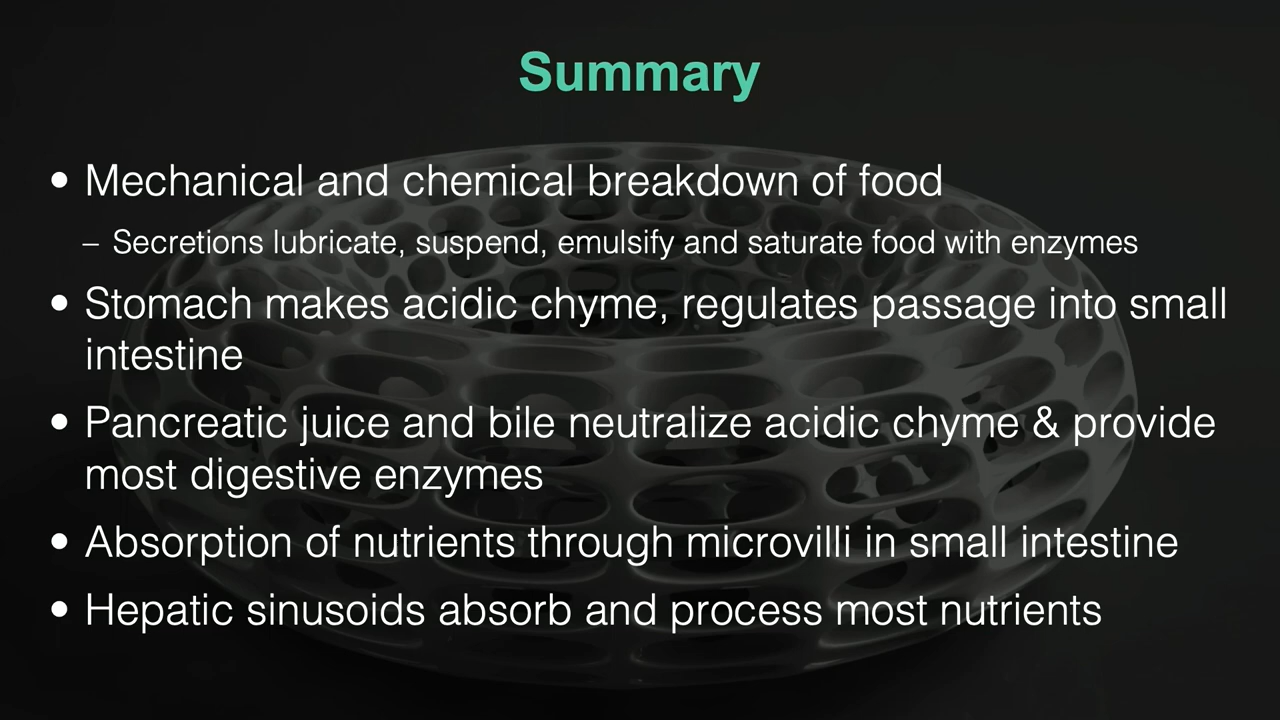 Summary
• Mechanical and chemical breakdown of food
– Secretions lubricate, suspend, emulsify and saturate food with enzymes
• Stomach makes acidic chyme, regulates passage into small
intestine
• Pancreatic juice and bile neutralize acidic chyme & provide
most digestive enzymes
• Absorption of nutrients through microvilli in small intestine
• Hepatic sinusoids absorb and process most nutrients